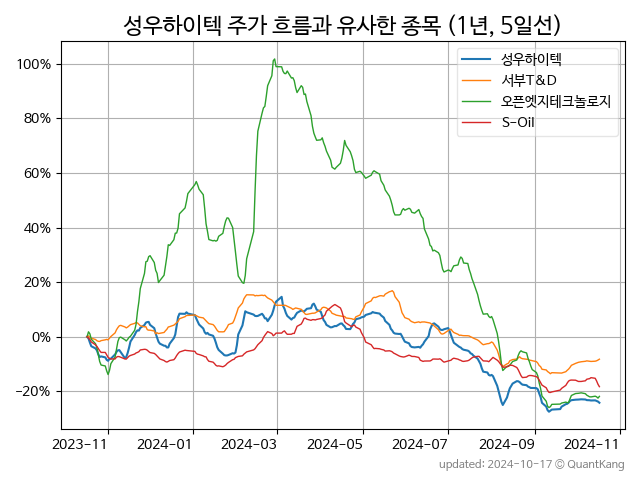 성우하이텍 주가 흐름과 유사한 종목 (1년, 5일선)
성우하이텍
서부T&D
오픈엣지테크놀로지
S-Oil
100%
80%
60%
40%
20%
0%
−20%
2023-11
2024-01
2024-03
2024-05
2024-07
2024-09
2024-11
updated: 2024-10-17 © QuantKang